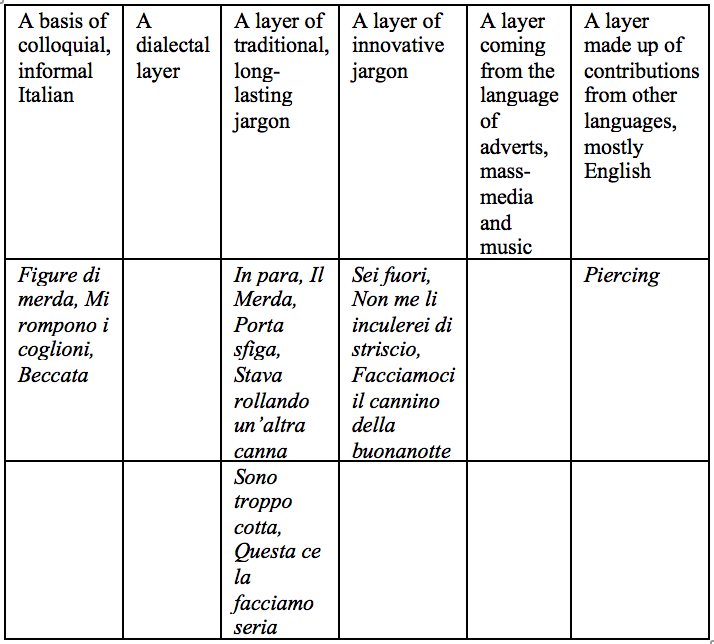 A basis of
colloquial,
informal
Italian
A
dialectal
layer
A layer of
traditional,
long-
lasting
jargon
A layer of
innovative
jargon
A layer
coming
from the
language
of
adverts,
mass-
media
and
music
A layer
made up of
contributions
from other
languages,
mostly
English
Figure di
merda, Mi
rompono i
coglioni,
Beccata
In para, Il
Merda,
Porta
sfiga,
Stava
rollando
un’altra
canna
Sei fuori,
Non me li
inculerei di
striscio,
Facciamoci
il cannino
della
buonanotte
Piercing
Sono
troppo
cotta,
Questa ce
la
facciamo
seria